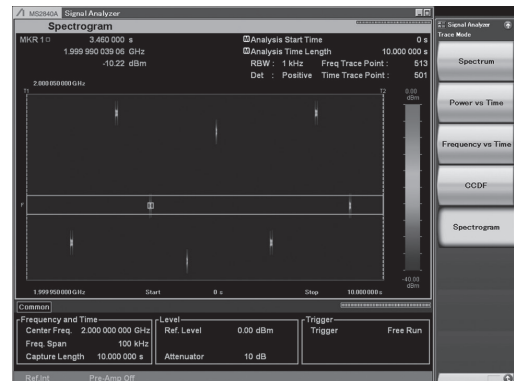 MS2840A Signal Analyzer
Spectrogram
MKR 1 3.460 000 s
1.999 990 039 06 GHz
-10.22 dBm
Analysis Start Time 0 s
Analysis Time Length 10.000 000 s
RBW : 1 kHz Freq Trace Point : 513
Det : Positive Time Trace Point : 501
2.000 050 000 GHz
T1 T2
0.00
dBm
F
-40.00
dBm
1.999 950 000 GHz Start 0 s Stop 10.000 000 s
Common
Frequency and Time
Center Freq. 2.000 000 000 GHz
Freq. Span 100 kHz
Capture Length 10.000 000 s
Level
Ref. Level 0.00 dBm
Attenuator 10 dB
Trigger
Trigger Free Run
Ref.Int Pre-Amp Off
Signal Analyzer
Trace Mode
Spectrum
Power vs Time
Frequency vs Time
CCDF
Spectrogram